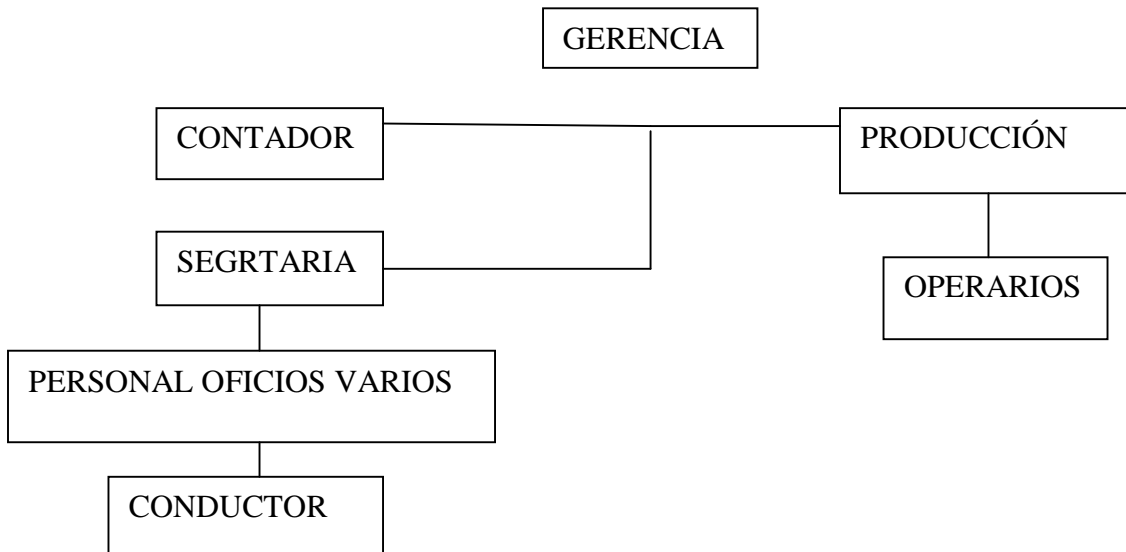 GERENCIA
CONTADOR
PRODUCCIÓN
SEGRTARIA
OPERARIOS
PERSONAL OFICIOS VARIOS
CONDUCTOR